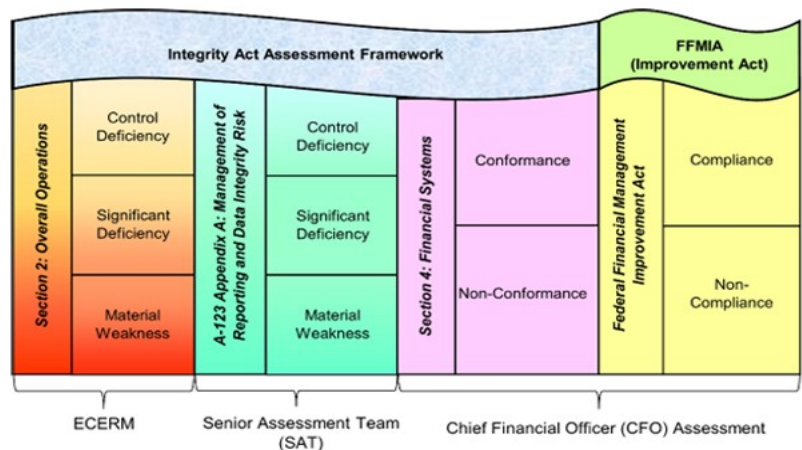 Integrity Act Assessment Framework
FFMIA
(Improvement Act)
Section 2: Overall Operations
Control
Deficiency
Significant
Deficiency
Material
Weakness
A-123 Appendix A: Management of
Reporting and Data Integrity Risk
Control
Deficiency
Significant
Deficiency
Material
Weakness
Section 4: Financial Systems
Conformance
Non-Conformance
Federal Financial Management
Improvement Act
Compliance
Non-
Compliance
ECERM
Senior Assessment Team
(SAT)
Chief Financial Officer (CFO) Assessment